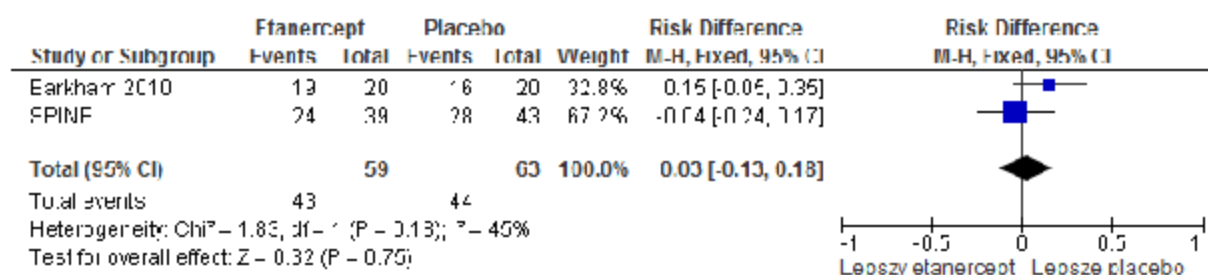 Etanercept Placebo Risk Difference Risk Difference
Study or Subgroup Events Total Events Total Weight M-H, Fixed, 95% CI M-H, Fixed, 95% CI
Barkham 2010 19 20 16 20 32.8% 0.15 [-0.05, 0.35]
SPINE 24 39 28 43 67.2% -0.04 [-0.24, 0.17]
Total (95% CI) 59 63 100.0% 0.03 [-0.13, 0.18]
Total events 43 44
Heterogeneity: Chi² = 1.83, df = 1 (P = 0.18); I² = 45%
Test for overall effect: Z = 0.32 (P = 0.75)
-1 -0.5 0 0.5 1
Lepszy etanercept Lepsze placebo